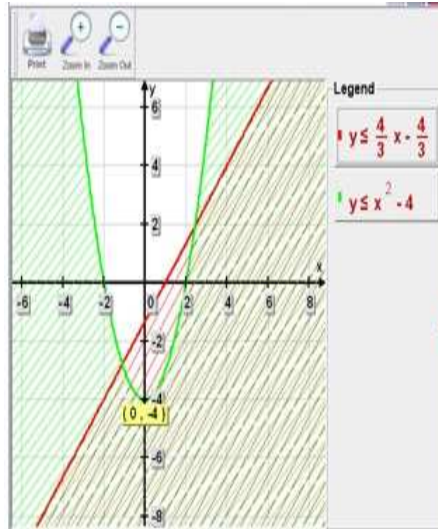 +
−
Print
Zoom In
Zoom Out
Legend
y ≤ 4/3 x - 4/3
y ≤ x² - 4
y
6
4
2
x
-6
-4
-2
0
2
4
6
8
-2
-4
(0, -4)
-6
-8